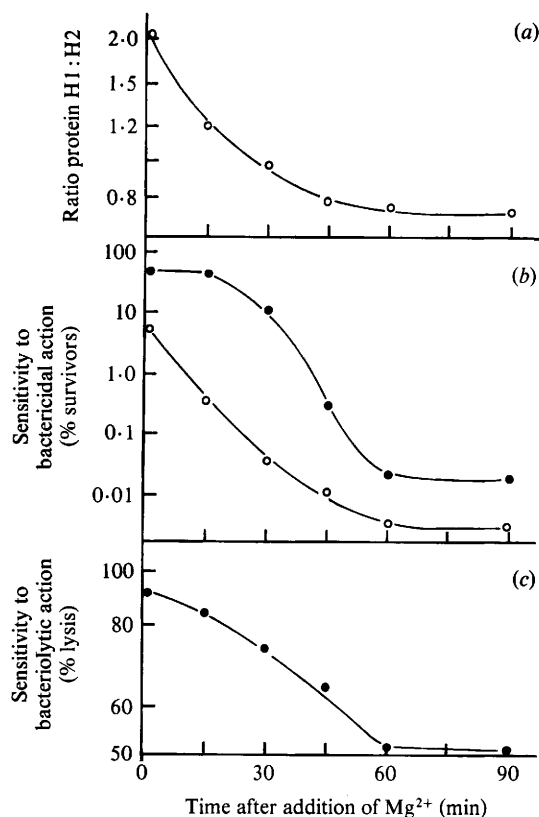 (a)
Ratio protein H1 : H2
2·0
1·5
1·2
0·8
(b)
Sensitivity to
bactericidal action
(% survivors)
100
10
1·0
0·1
0·01
(c)
Sensitivity to
bacteriolytic action
(% lysis)
100
80
60
50
0 30 60 90
Time after addition of Mg²⁺ (min)